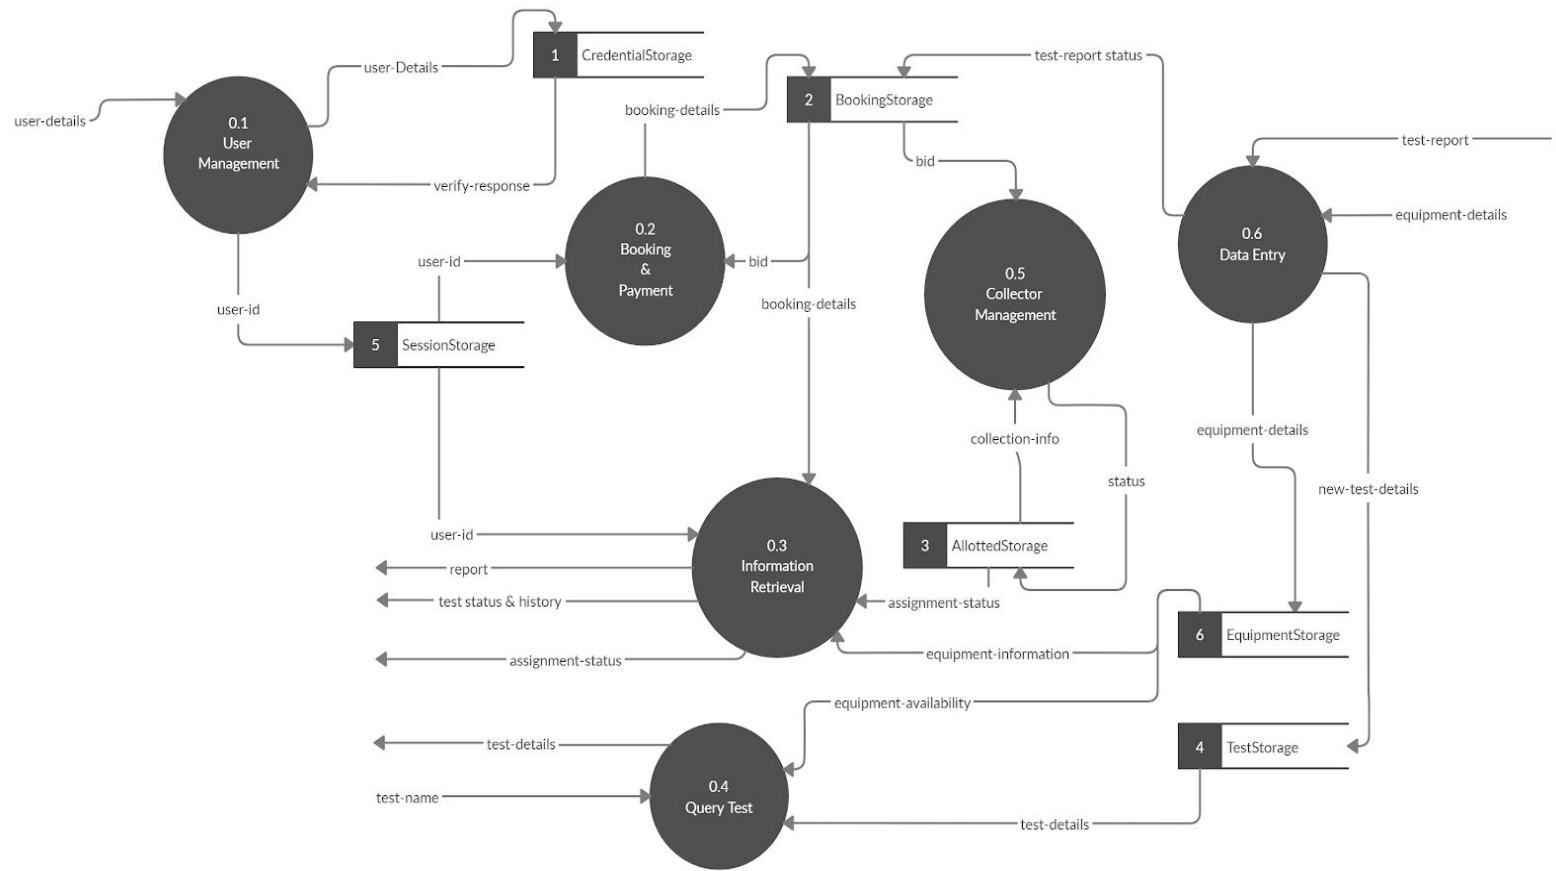 1
CredentialStorage
user-Details
test-report status
2
BookingStorage
booking-details
user-details
0.1
User
Management
test-report
bid
verify-response
equipment-details
0.2
Booking
&
Payment
0.6
Data Entry
user-id
bid
0.5
Collector
Management
booking-details
user-id
5
SessionStorage
equipment-details
collection-info
status
new-test-details
user-id
0.3
Information
Retrieval
3
AllottedStorage
report
test status & history
assignment-status
6
EquipmentStorage
equipment-information
assignment-status
equipment-availability
test-details
4
TestStorage
0.4
Query Test
test-name
test-details